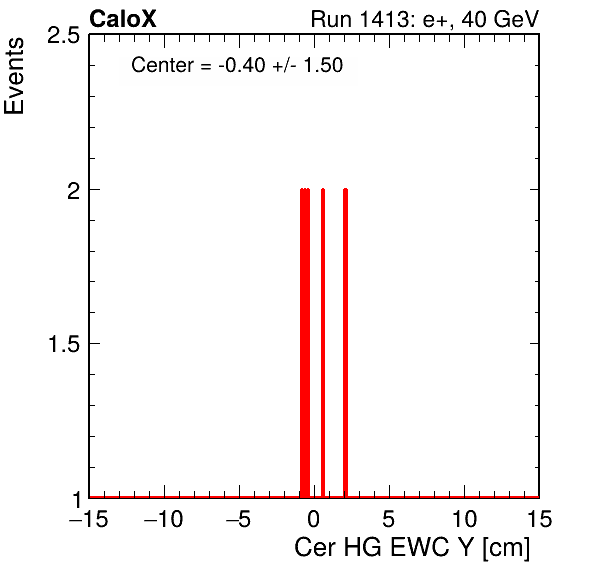 CaloX Run 1413: e+, 40 GeV
Center = -0.40 +/- 1.50
Events
2.5
2
1.5
1
−15 −10 −5 0 5 10 15
Cer HG EWC Y [cm]